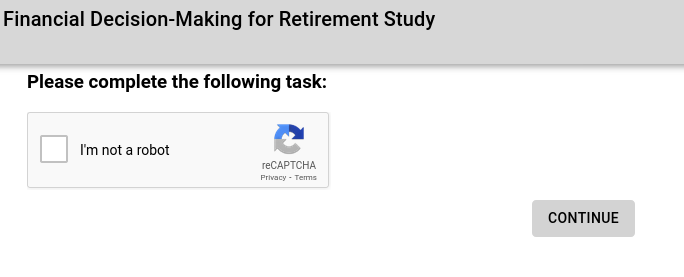 Financial Decision-Making for Retirement Study
Please complete the following task:
I'm not a robot
reCAPTCHA
Privacy - Terms
CONTINUE